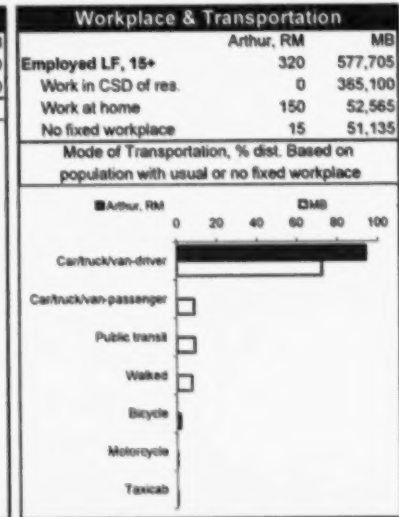 Workplace & Transportation
Arthur, RM MB
Employed LF, 15+ 320 577,705
Work in CSD of res. 0 365,100
Work at home 150 52,565
No fixed workplace 15 51,135
Mode of Transportation, % dist. Based on
population with usual or no fixed workplace
Arthur, RM MB
0 20 40 60 80 100
Car/truck/van-driver
Car/truck/van-passenger
Public transit
Walked
Bicycle
Motorcycle
Taxicab